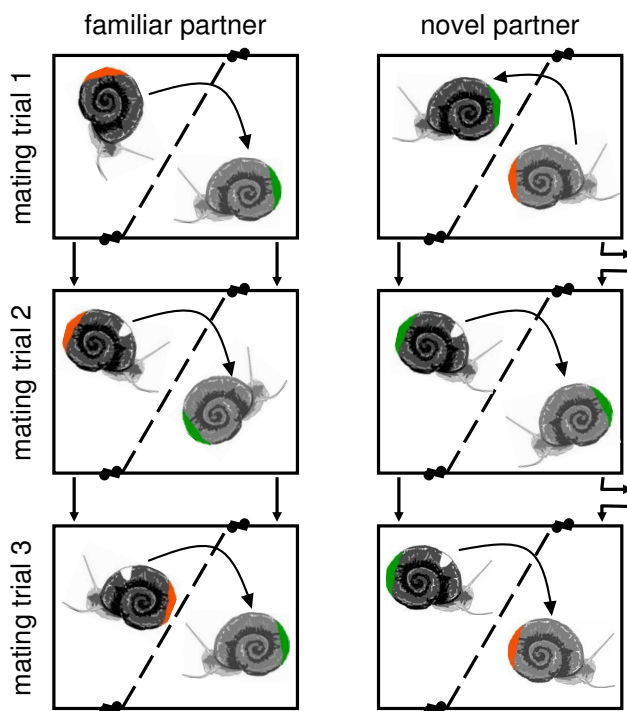 familiar partner
novel partner
mating trial 1
mating trial 2
mating trial 3